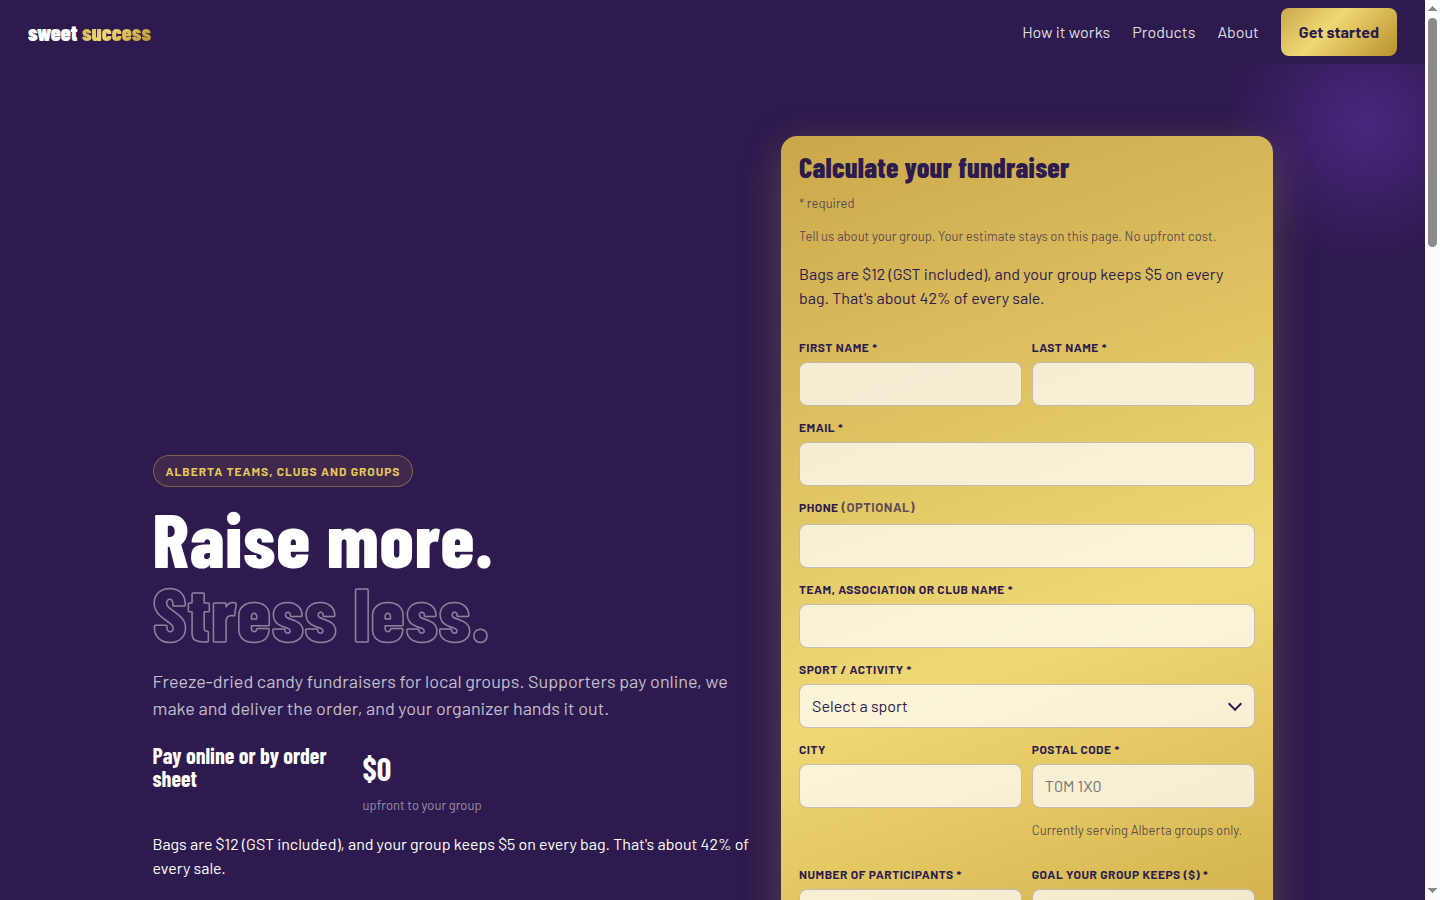 sweet success
How it works
Products
About
Get started
ALBERTA TEAMS, CLUBS AND GROUPS
Raise more.
Stress less.
Freeze-dried candy fundraisers for local groups. Supporters pay online, we
make and deliver the order, and your organizer hands it out.
Pay online or by order
sheet
$0
upfront to your group
Bags are $12 (GST included), and your group keeps $5 on every bag. That's about 42% of
every sale.
Calculate your fundraiser
* required
Tell us about your group. Your estimate stays on this page. No upfront cost.
Bags are $12 (GST included), and your group keeps $5 on every
bag. That's about 42% of every sale.
FIRST NAME *
LAST NAME *
EMAIL *
PHONE (OPTIONAL)
TEAM, ASSOCIATION OR CLUB NAME *
SPORT / ACTIVITY *
Select a sport
CITY
POSTAL CODE *
T0M 1X0
Currently serving Alberta groups only.
NUMBER OF PARTICIPANTS *
GOAL YOUR GROUP KEEPS ($) *